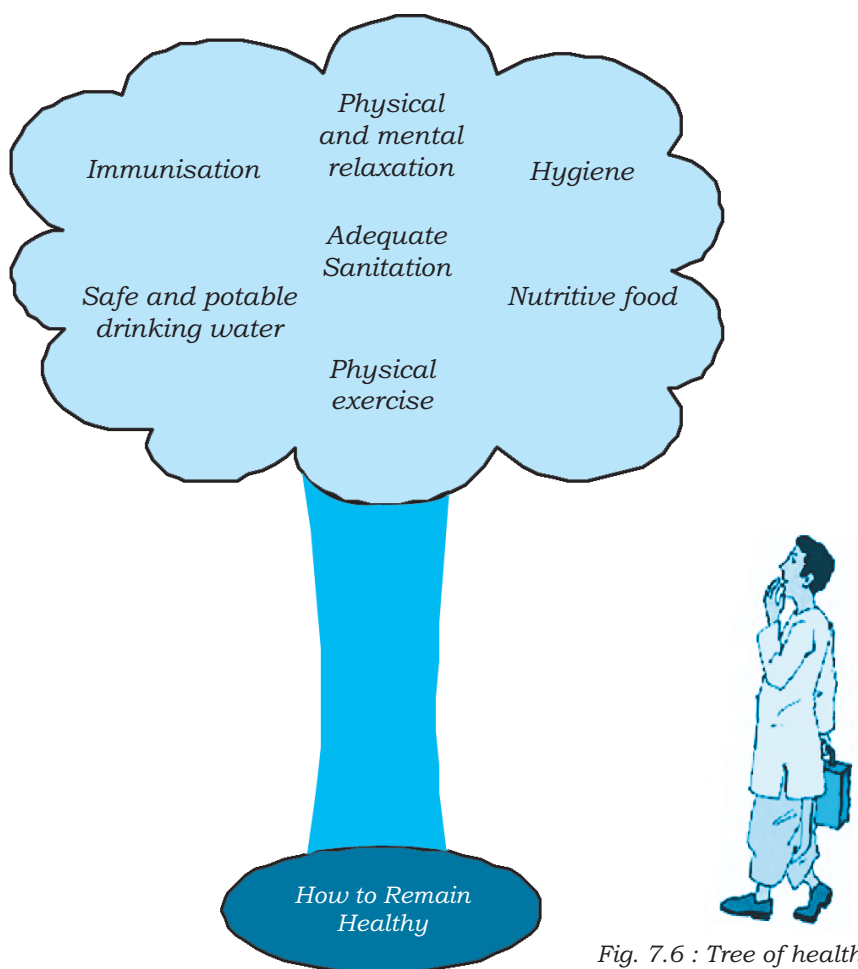 Physical
and mental
relaxation
Immunisation
Hygiene
Adequate
Sanitation
Safe and potable
drinking water
Nutritive food
Physical
exercise
How to Remain
Healthy
Fig. 7.6 : Tree of health